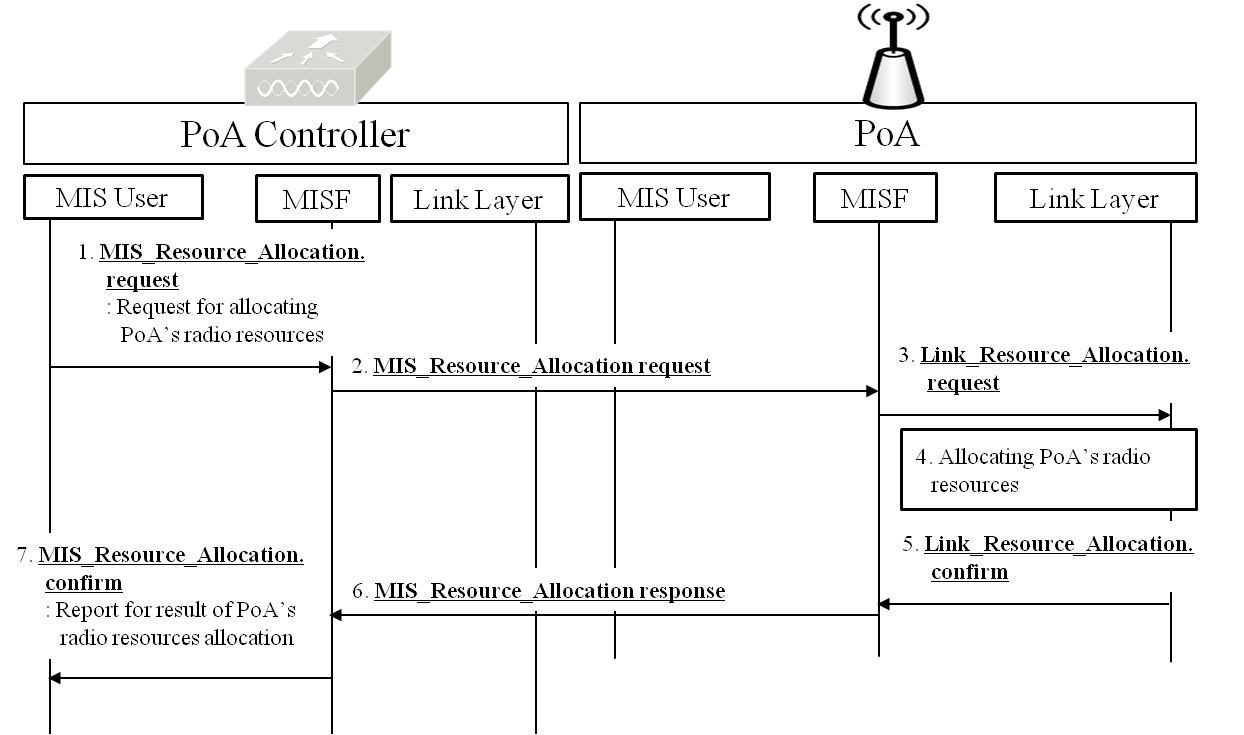 PoA Controller
PoA
MIS User
MISF
Link Layer
MIS User
MISF
Link Layer
1. MIS_Resource_Allocation.
request
: Request for allocating
PoA's radio resources
2. MIS_Resource_Allocation request
3. Link_Resource_Allocation.
request
4. Allocating PoA's radio
resources
5. Link_Resource_Allocation.
confirm
6. MIS_Resource_Allocation response
7. MIS_Resource_Allocation.
confirm
: Report for result of PoA's
radio resources allocation